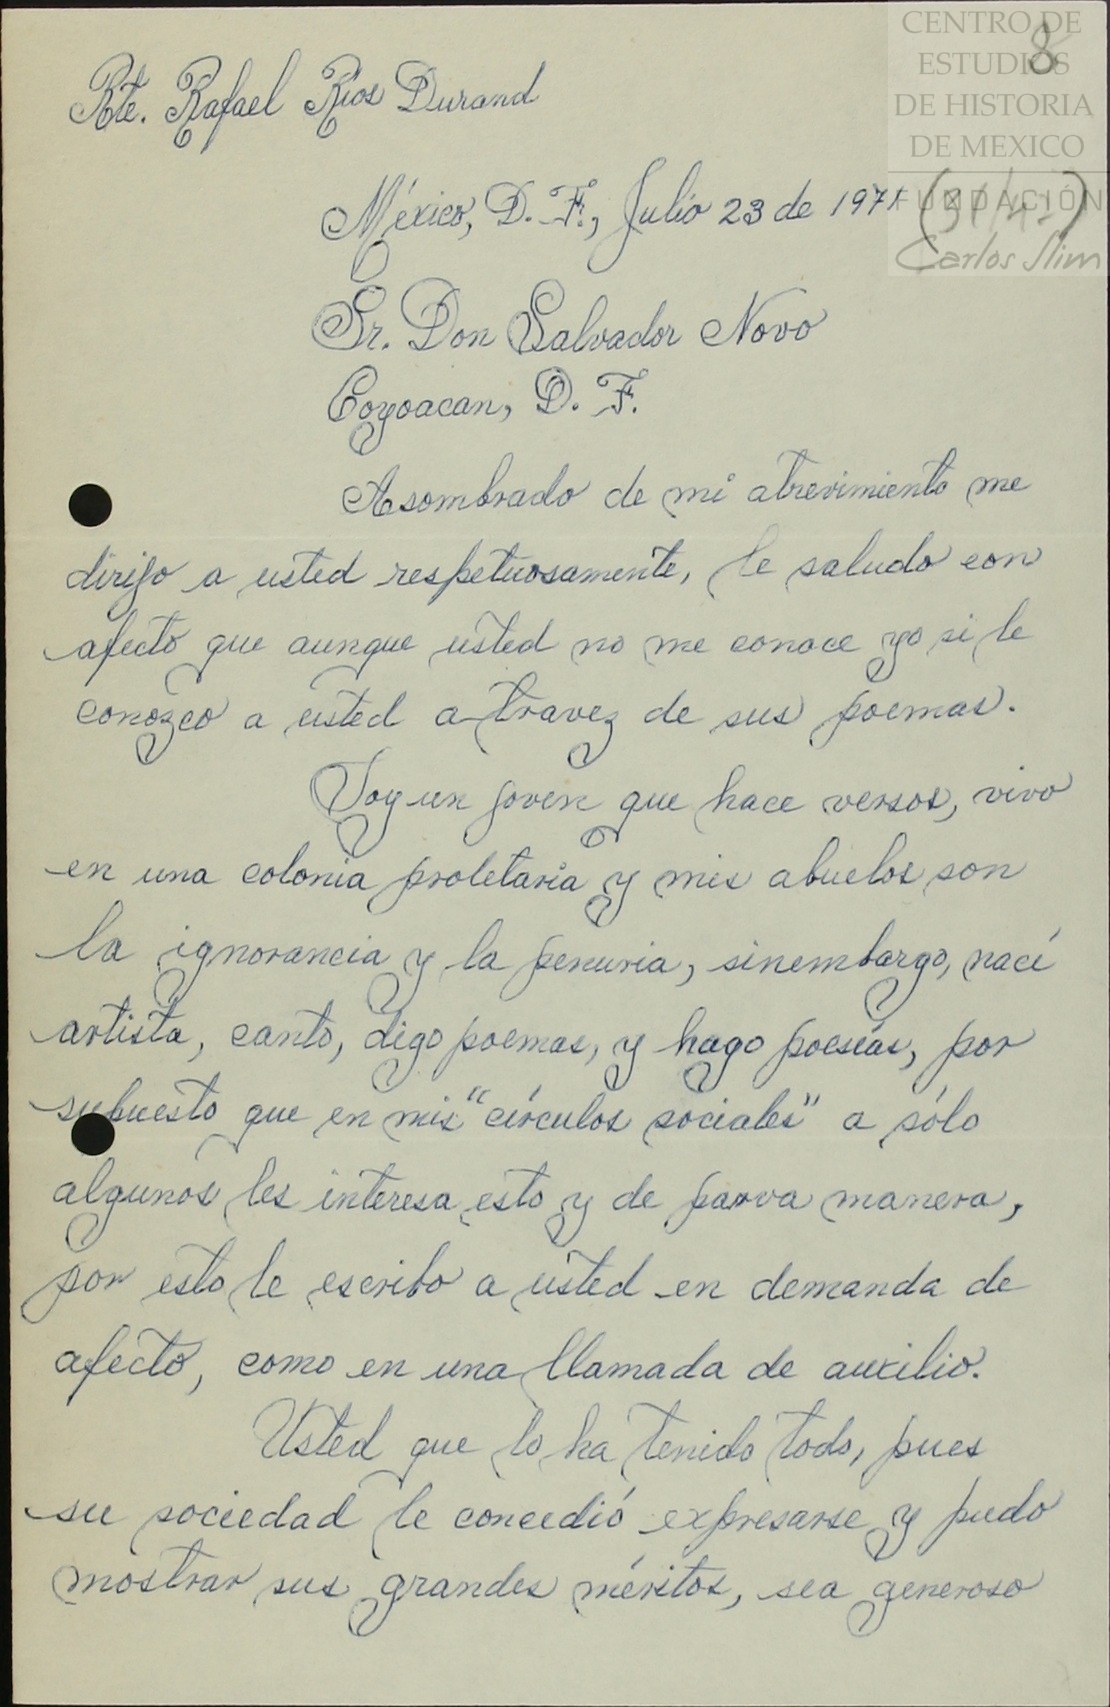 CENTRO DE
ESTUDIOS
DE HISTORIA
DE MEXICO
FUNDACIÓN
Carlos Slim
8
Rte. Rafael Ríos Durand
México, D. F., Julio 23 de 1971
Sr. Don Salvador Novo
Coyoacan, D. F.
Asombrado de mi atrevimiento me
dirijo a usted respetuosamente, le saludo con
afecto que aunque usted no me conoce yo si le
conozco a usted a travez de sus poemas.
Soy un joven que hace versos, vivo
en una colonia proletaria y mis abuelos son
la ignorancia y la penuria, sinembargo, nací
artista, canto, digo poemas, y hago poesías, por
supuesto que en mis "círculos sociales" a sólo
algunos les interesa esto y de parva manera,
por esto le escribo a usted en demanda de
afecto, como en una llamada de auxilio.
Usted que lo ha tenido todo, pues
su sociedad le concedió expresarse y pudo
mostrar sus grandes méritos, sea generoso